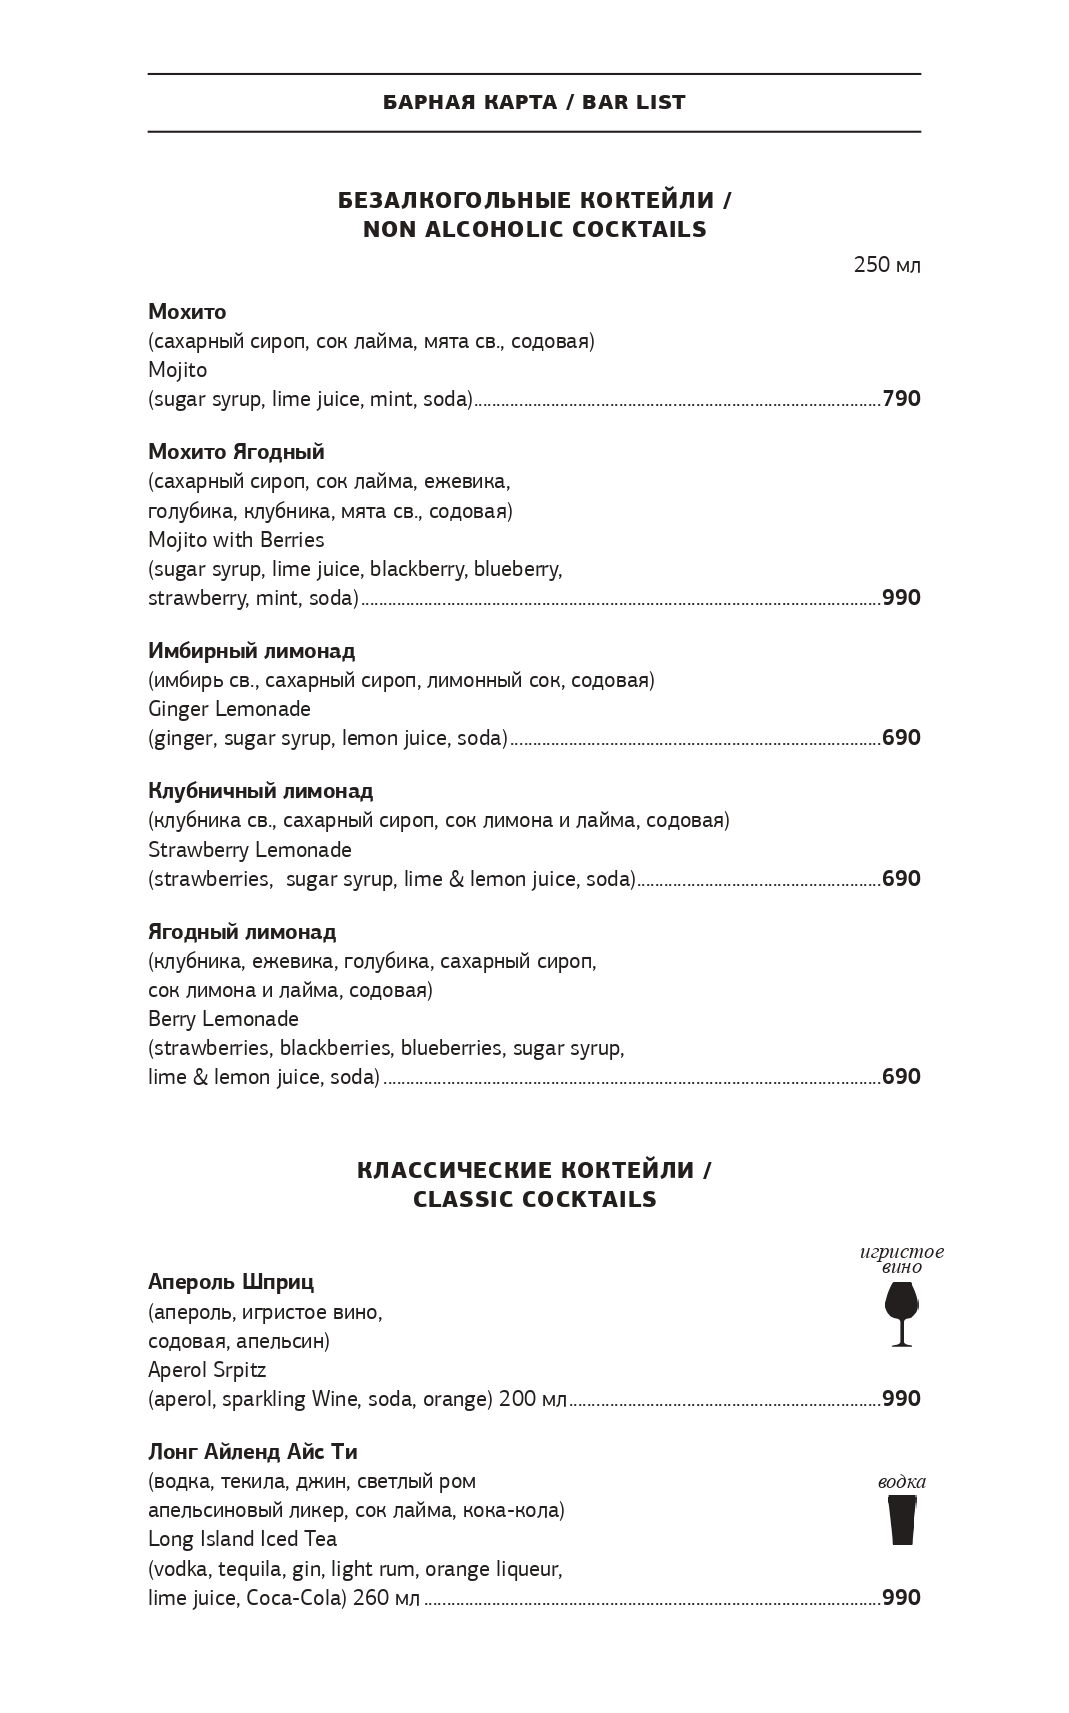 БАРНАЯ КАРТА / BAR LIST
БЕЗАЛКОГОЛЬНЫЕ КОКТЕЙЛИ /
NON ALCOHOLIC COCKTAILS
250 мл
Мохито
(сахарный сироп, сок лайма, мята св., содовая)
Mojito
(sugar syrup, lime juice, mint, soda)..........790
Мохито Ягодный
(сахарный сироп, сок лайма, ежевика,
голубика, клубника, мята св., содовая)
Mojito with Berries
(sugar syrup, lime juice, blackberry, blueberry,
strawberry, mint, soda)..........990
Имбирный лимонад
(имбирь св., сахарный сироп, лимонный сок, содовая)
Ginger Lemonade
(ginger, sugar syrup, lemon juice, soda)..........690
Клубничный лимонад
(клубника св., сахарный сироп, сок лимона и лайма, содовая)
Strawberry Lemonade
(strawberries,  sugar syrup, lime & lemon juice, soda)..........690
Ягодный лимонад
(клубника, ежевика, голубика, сахарный сироп,
сок лимона и лайма, содовая)
Berry Lemonade
(strawberries, blackberries, blueberries, sugar syrup,
lime & lemon juice, soda)..........690
КЛАССИЧЕСКИЕ КОКТЕЙЛИ /
CLASSIC COCKTAILS
игристое
вино
Апероль Шприц
(апероль, игристое вино,
содовая, апельсин)
Aperol Srpitz
(aperol, sparkling Wine, soda, orange) 200 мл..........990
Лонг Айленд Айс Ти
(водка, текила, джин, светлый ром
водка
апельсиновый ликер, сок лайма, кока-кола)
Long Island Iced Tea
(vodka, tequila, gin, light rum, orange liqueur,
lime juice, Coca-Cola) 260 мл..........990